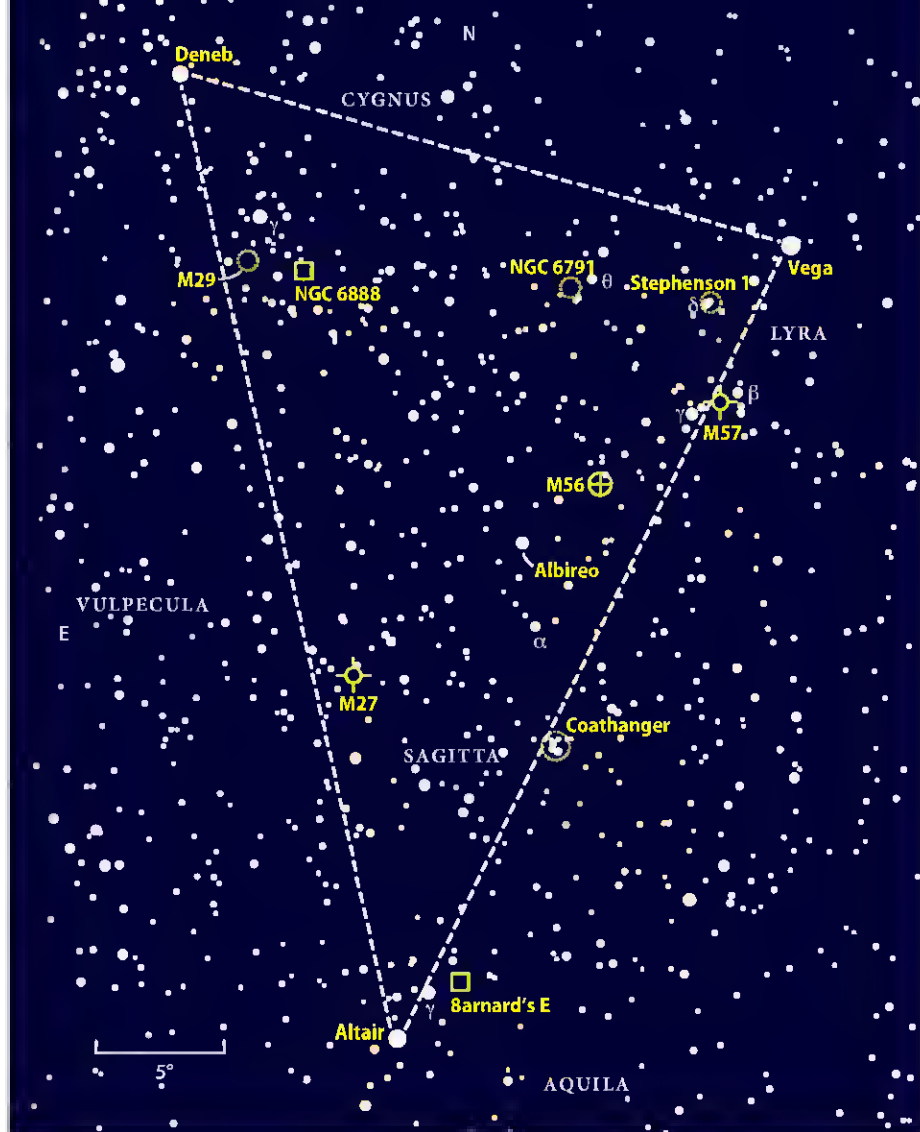 N
Deneb
CYGNUS
γ
Vega
NGC 6791
θ
M29
Stephenson 1
NGC 6888
δ
LYRA
β
γ
M57
M56
Albireo
VULPECULA
E
α
M27
Coathanger
SAGITTA
Barnard's E
γ
Altair
5°
AQUILA